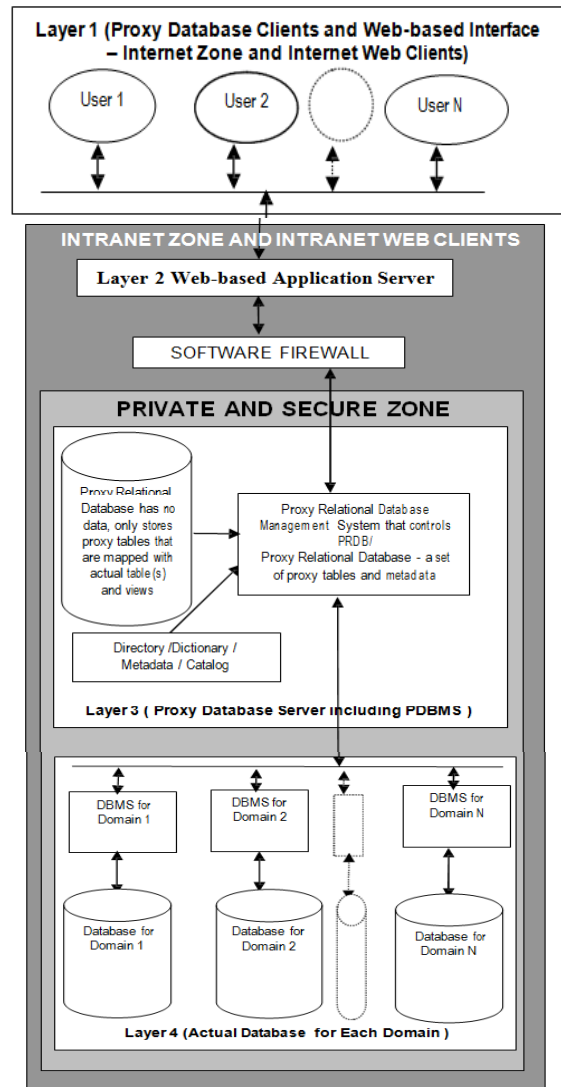 Layer 1 (Proxy Database Clients and Web-based Interface
– Internet Zone and Internet Web Clients)
User 1
User 2
User N
INTRANET ZONE AND INTRANET WEB CLIENTS
Layer 2 Web-based Application Server
SOFTWARE FIREWALL
PRIVATE AND SECURE ZONE
Proxy Relational
Database has no
data, only stores
proxy tables that
are mapped with
actual table(s)
and views
Proxy Relational Database
Management System that controls
PRDB/
Proxy Relational Database - a set
of proxy tables and metadata
Directory /Dictionary /
Metadata / Catalog
Layer 3 ( Proxy Database Server including PDBMS )
DBMS for
Domain 1
DBMS for
Domain 2
DBMS for
Domain N
Database for
Domain 1
Database for
Domain 2
Database for
Domain N
Layer 4 (Actual Database for Each Domain )